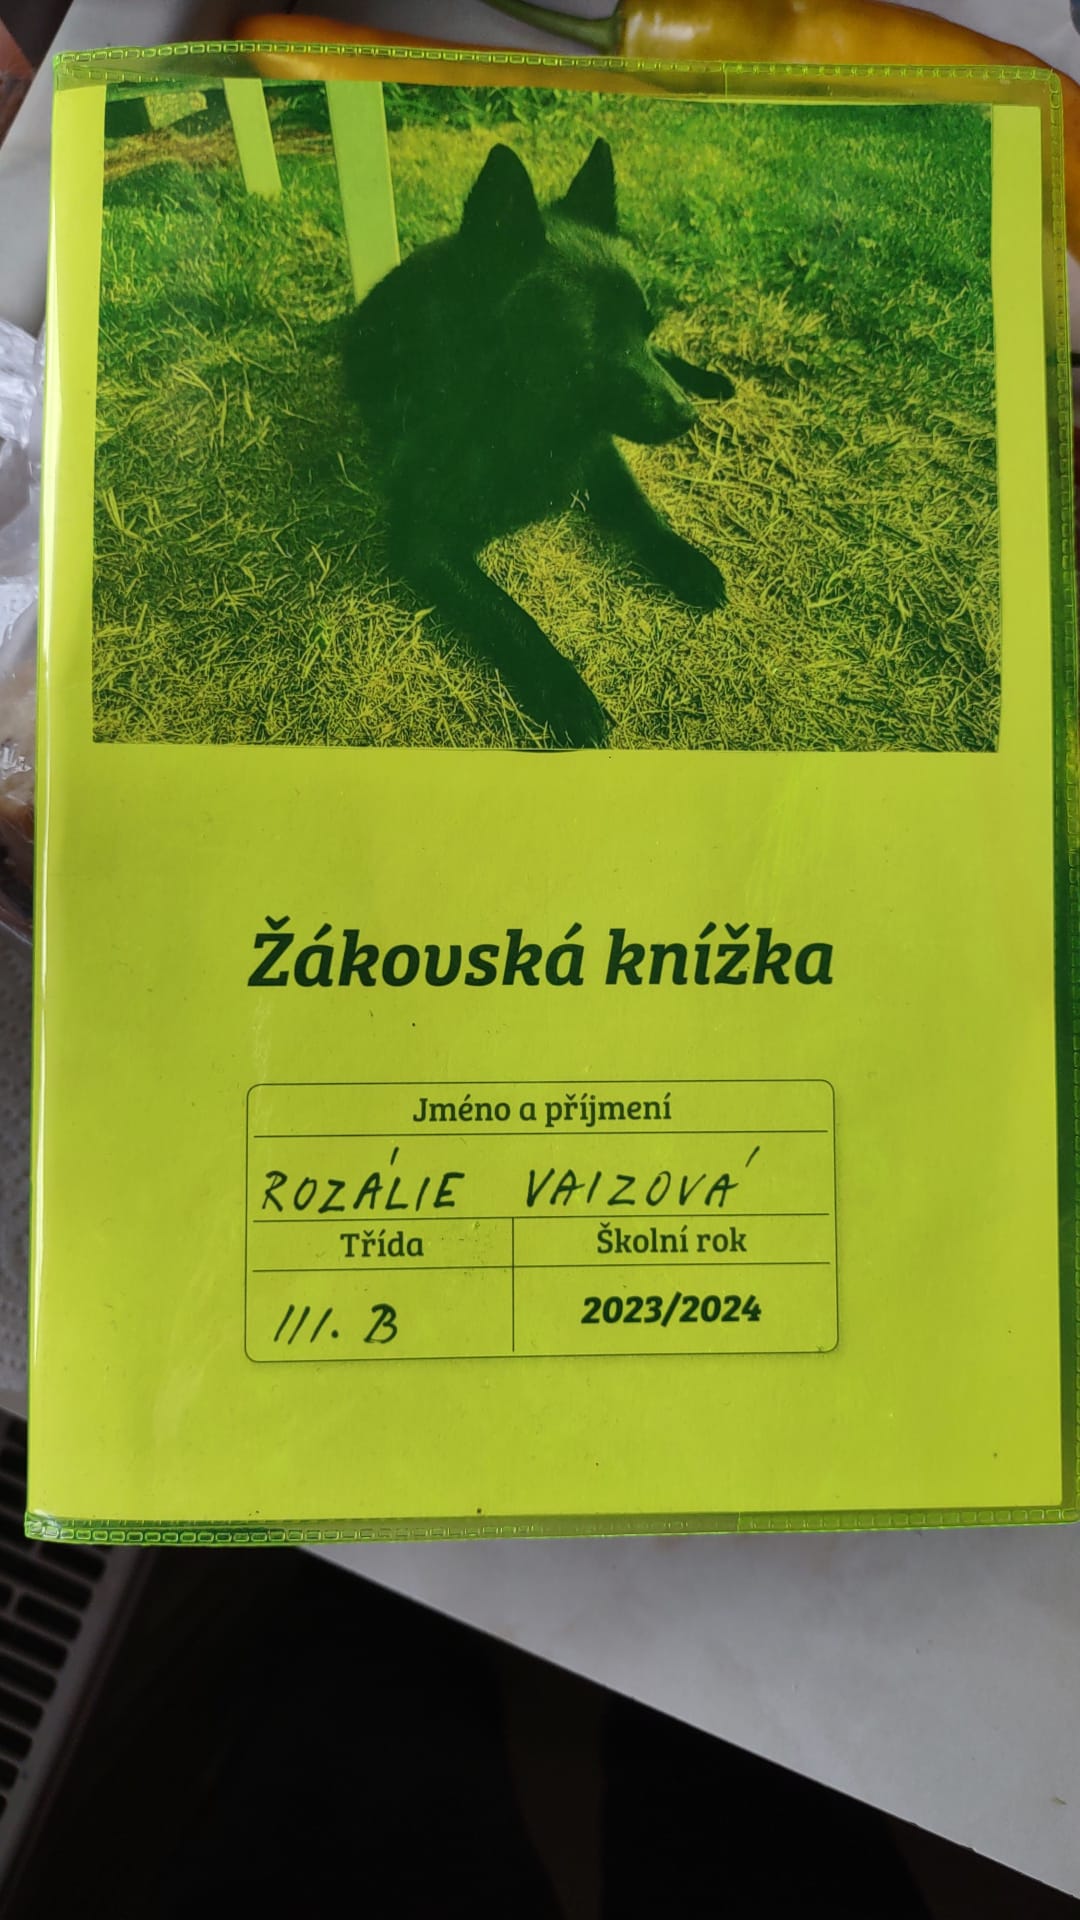 Žákovská knížka
Jméno a příjmení
ROZÁLIE VAIZOVÁ
Třída
Školní rok
III. B
2023/2024